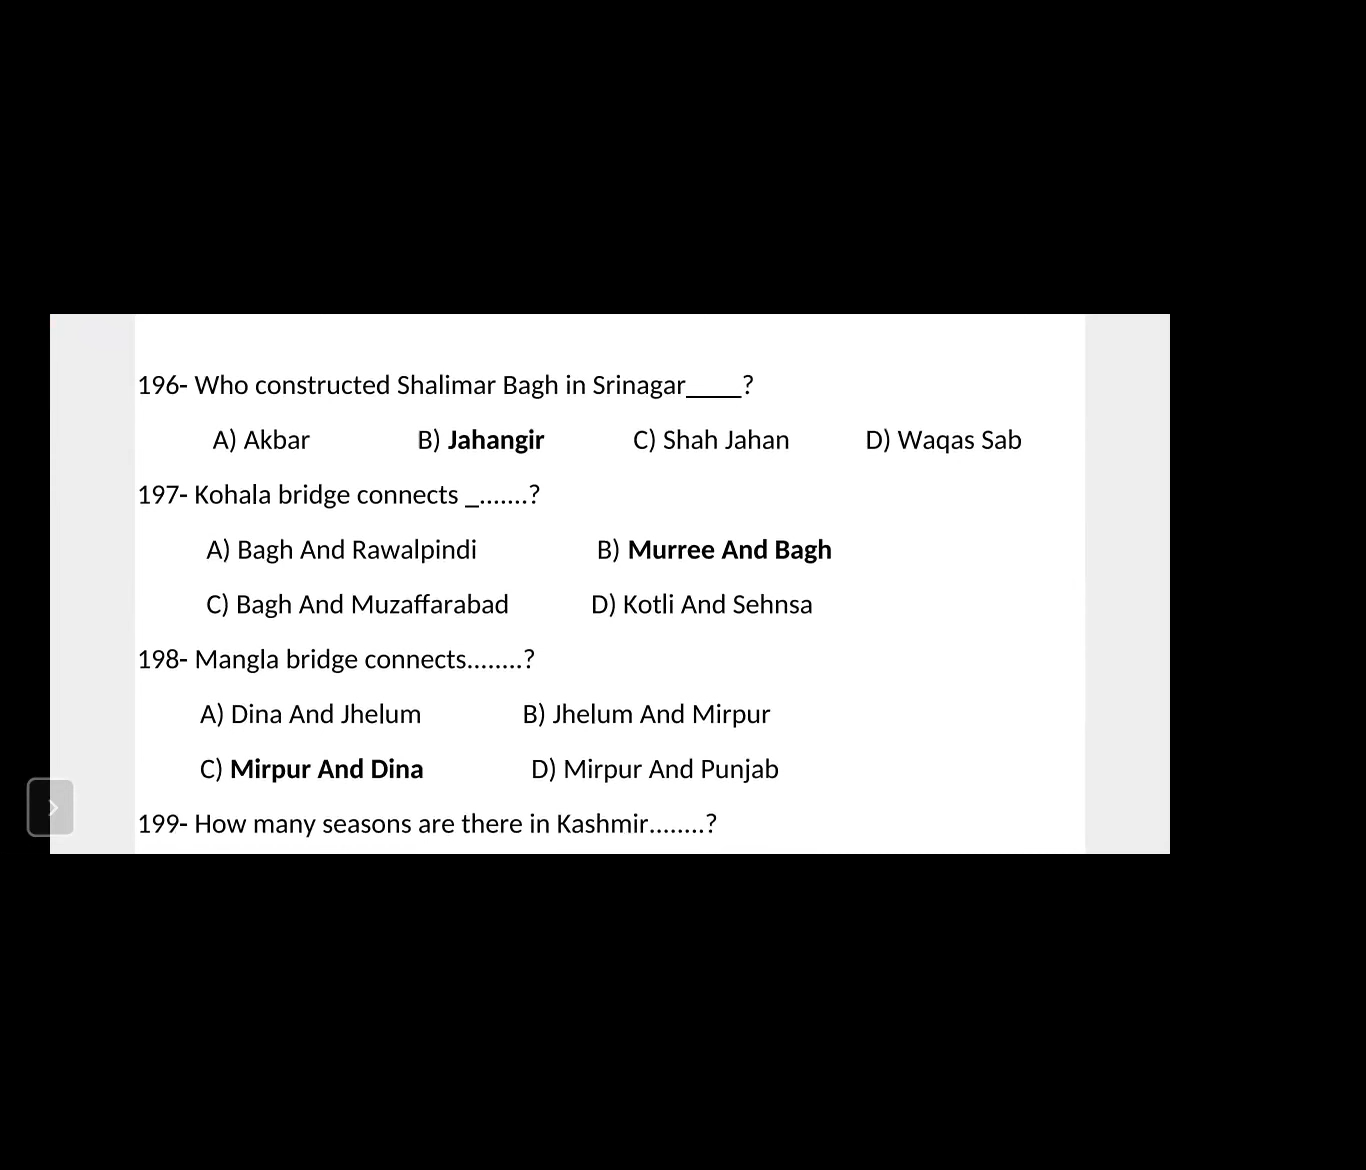 196- Who constructed Shalimar Bagh in Srinagar____?
A) Akbar B) Jahangir C) Shah Jahan D) Waqas Sab
197- Kohala bridge connects _.......?
A) Bagh And Rawalpindi B) Murree And Bagh
C) Bagh And Muzaffarabad D) Kotli And Sehnsa
198- Mangla bridge connects........?
A) Dina And Jhelum B) Jhelum And Mirpur
C) Mirpur And Dina D) Mirpur And Punjab
199- How many seasons are there in Kashmir........?